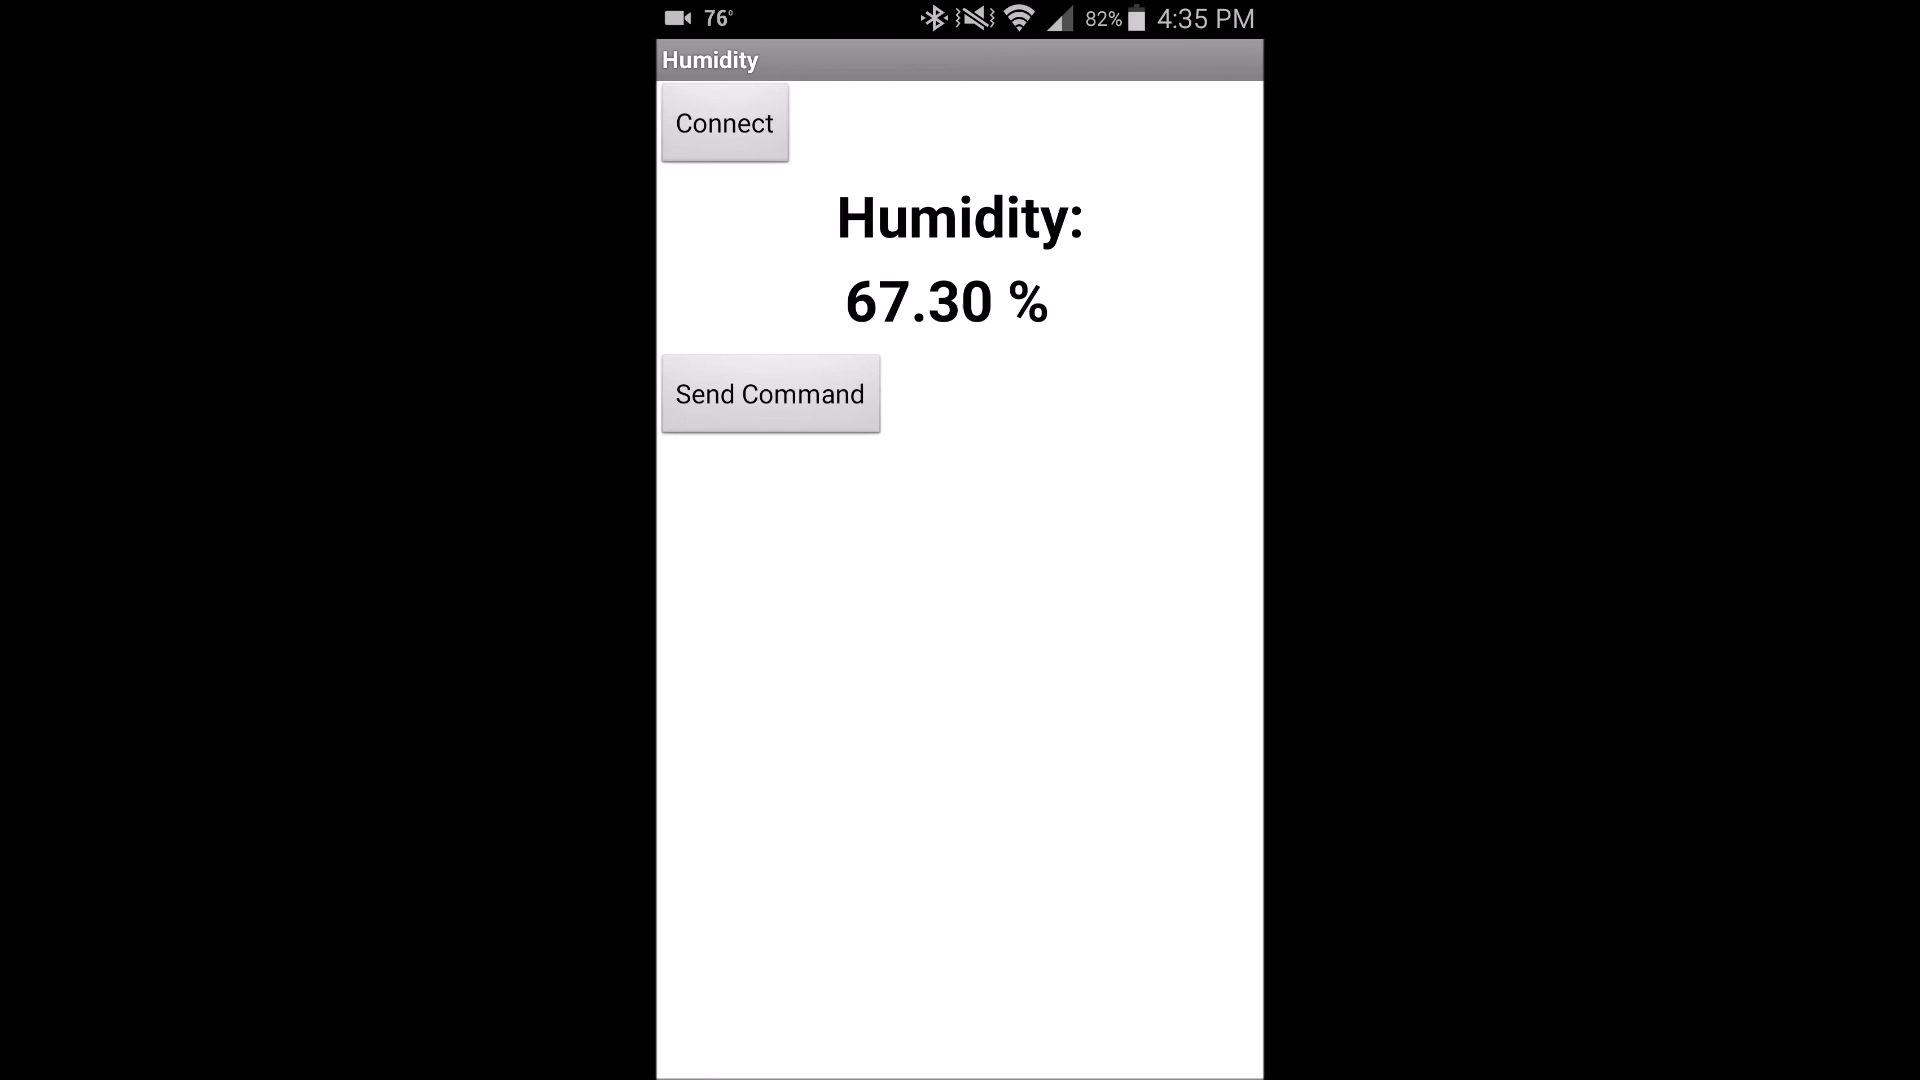 76° 82% 4:35 PM
Humidity
Connect
Humidity:
67.30 %
Send Command